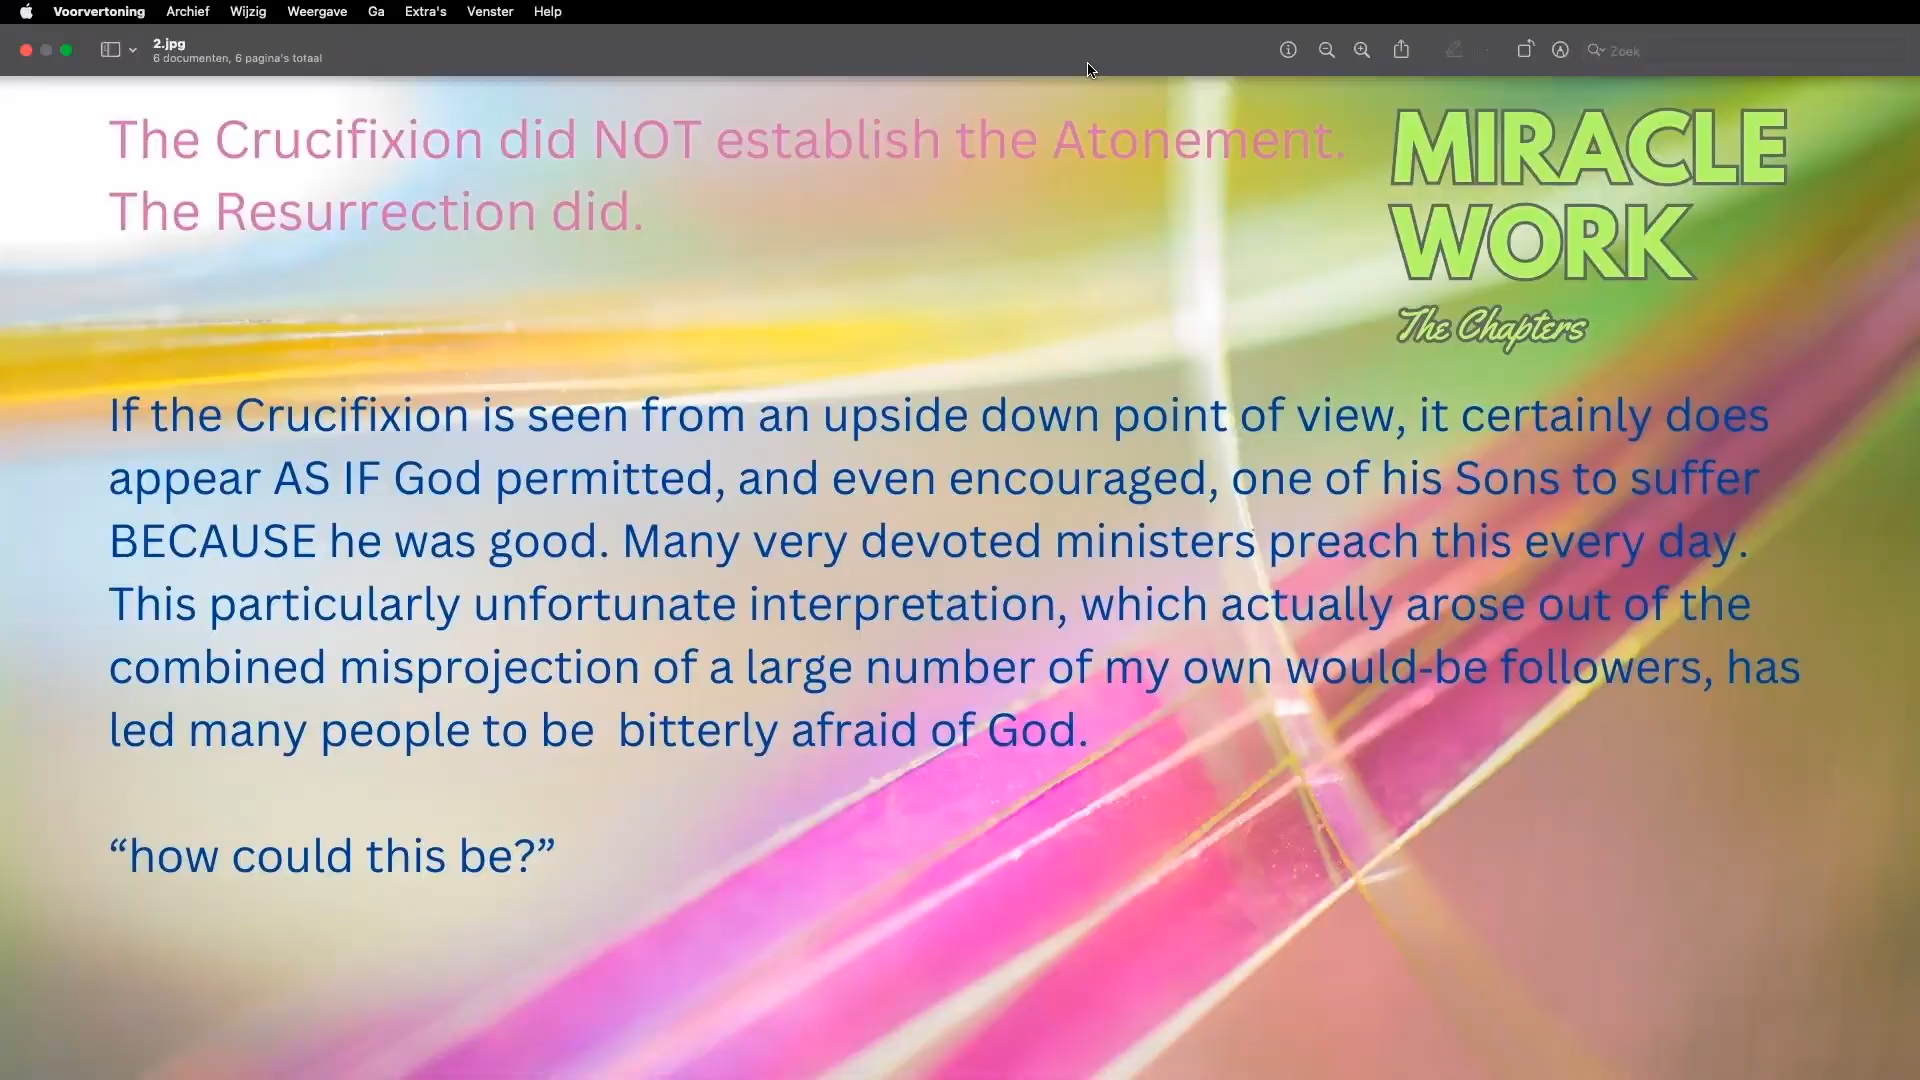 Voorvertoning Archief Wijzig Weergave Ga Extra's Venster Help
2.jpg
6 documenten, 6 pagina's totaal
Zoek
The Crucifixion did NOT establish the Atonement.
The Resurrection did.
MIRACLE
WORK
The Chapters
If the Crucifixion is seen from an upside down point of view, it certainly does
appear AS IF God permitted, and even encouraged, one of his Sons to suffer
BECAUSE he was good. Many very devoted ministers preach this every day.
This particularly unfortunate interpretation, which actually arose out of the
combined misprojection of a large number of my own would-be followers, has
led many people to be  bitterly afraid of God.
“how could this be?”